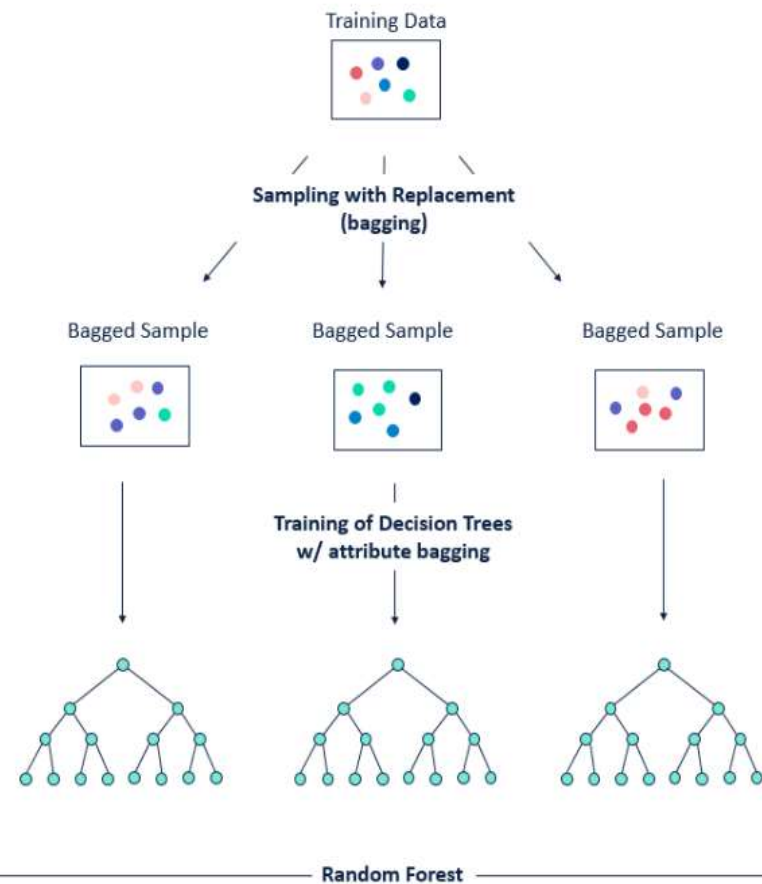 Training Data
Sampling with Replacement
(bagging)
Bagged Sample
Bagged Sample
Bagged Sample
Training of Decision Trees
w/ attribute bagging
Random Forest